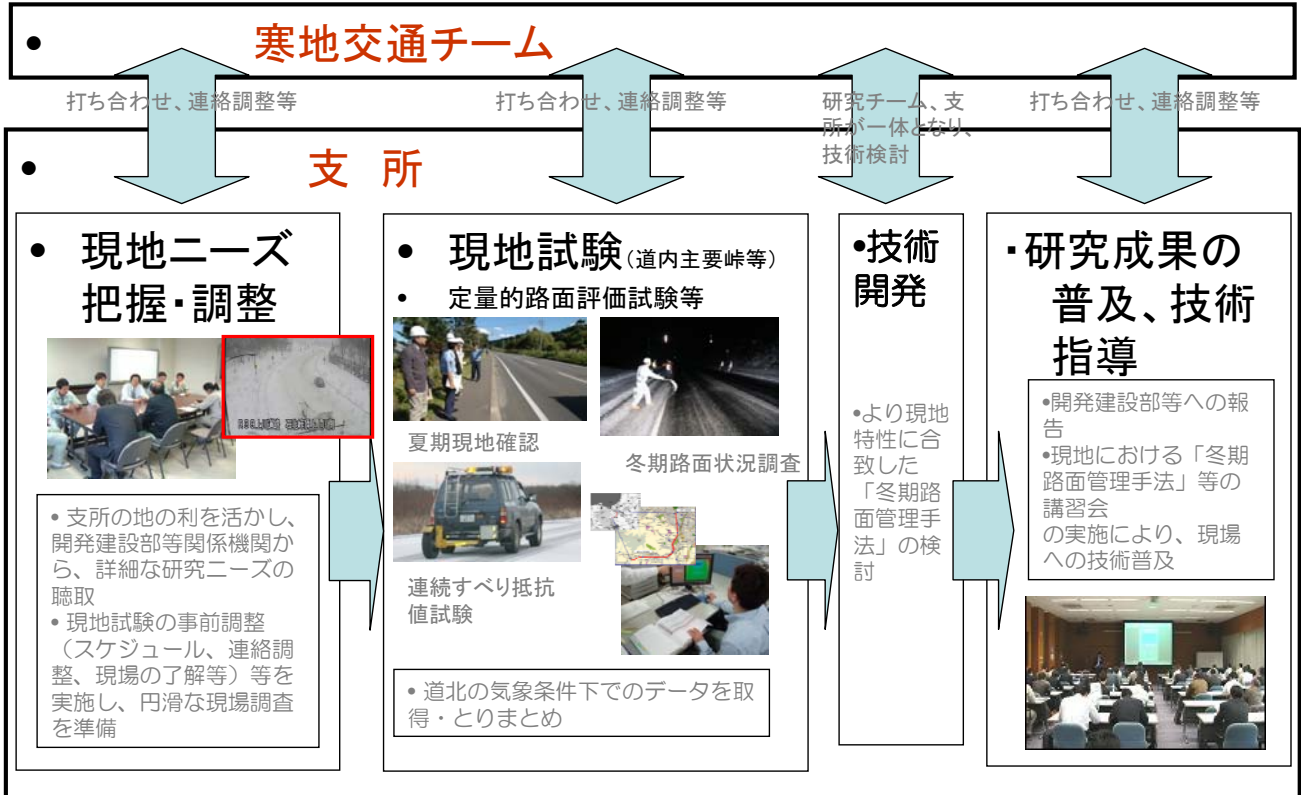 • 寒地交通チーム
打ち合わせ、連絡調整等
打ち合わせ、連絡調整等
研究チーム、支
所が一体となり、
技術検討
打ち合わせ、連絡調整等
• 支 所
• 現地ニーズ
把握・調整
• 支所の地の利を活かし、
開発建設部等関係機関か
ら、詳細な研究ニーズの
聴取
• 現地試験の事前調整
（スケジュール、連絡調
整、現場の了解等）等を
実施し、円滑な現場調査
を準備
• 現地試験（道内主要峠等）
• 定量的路面評価試験等
夏期現地確認
冬期路面状況調査
連続すべり抵抗
値試験
• 道北の気象条件下でのデータを取
得・とりまとめ
•技術
開発
•より現地
特性に合
致した
「冬期路
面管理手
法」の検
討
・研究成果の
普及、技術
指導
•開発建設部等への報
告
•現地における「冬期
路面管理手法」等の
講習会
の実施により、現場
への技術普及